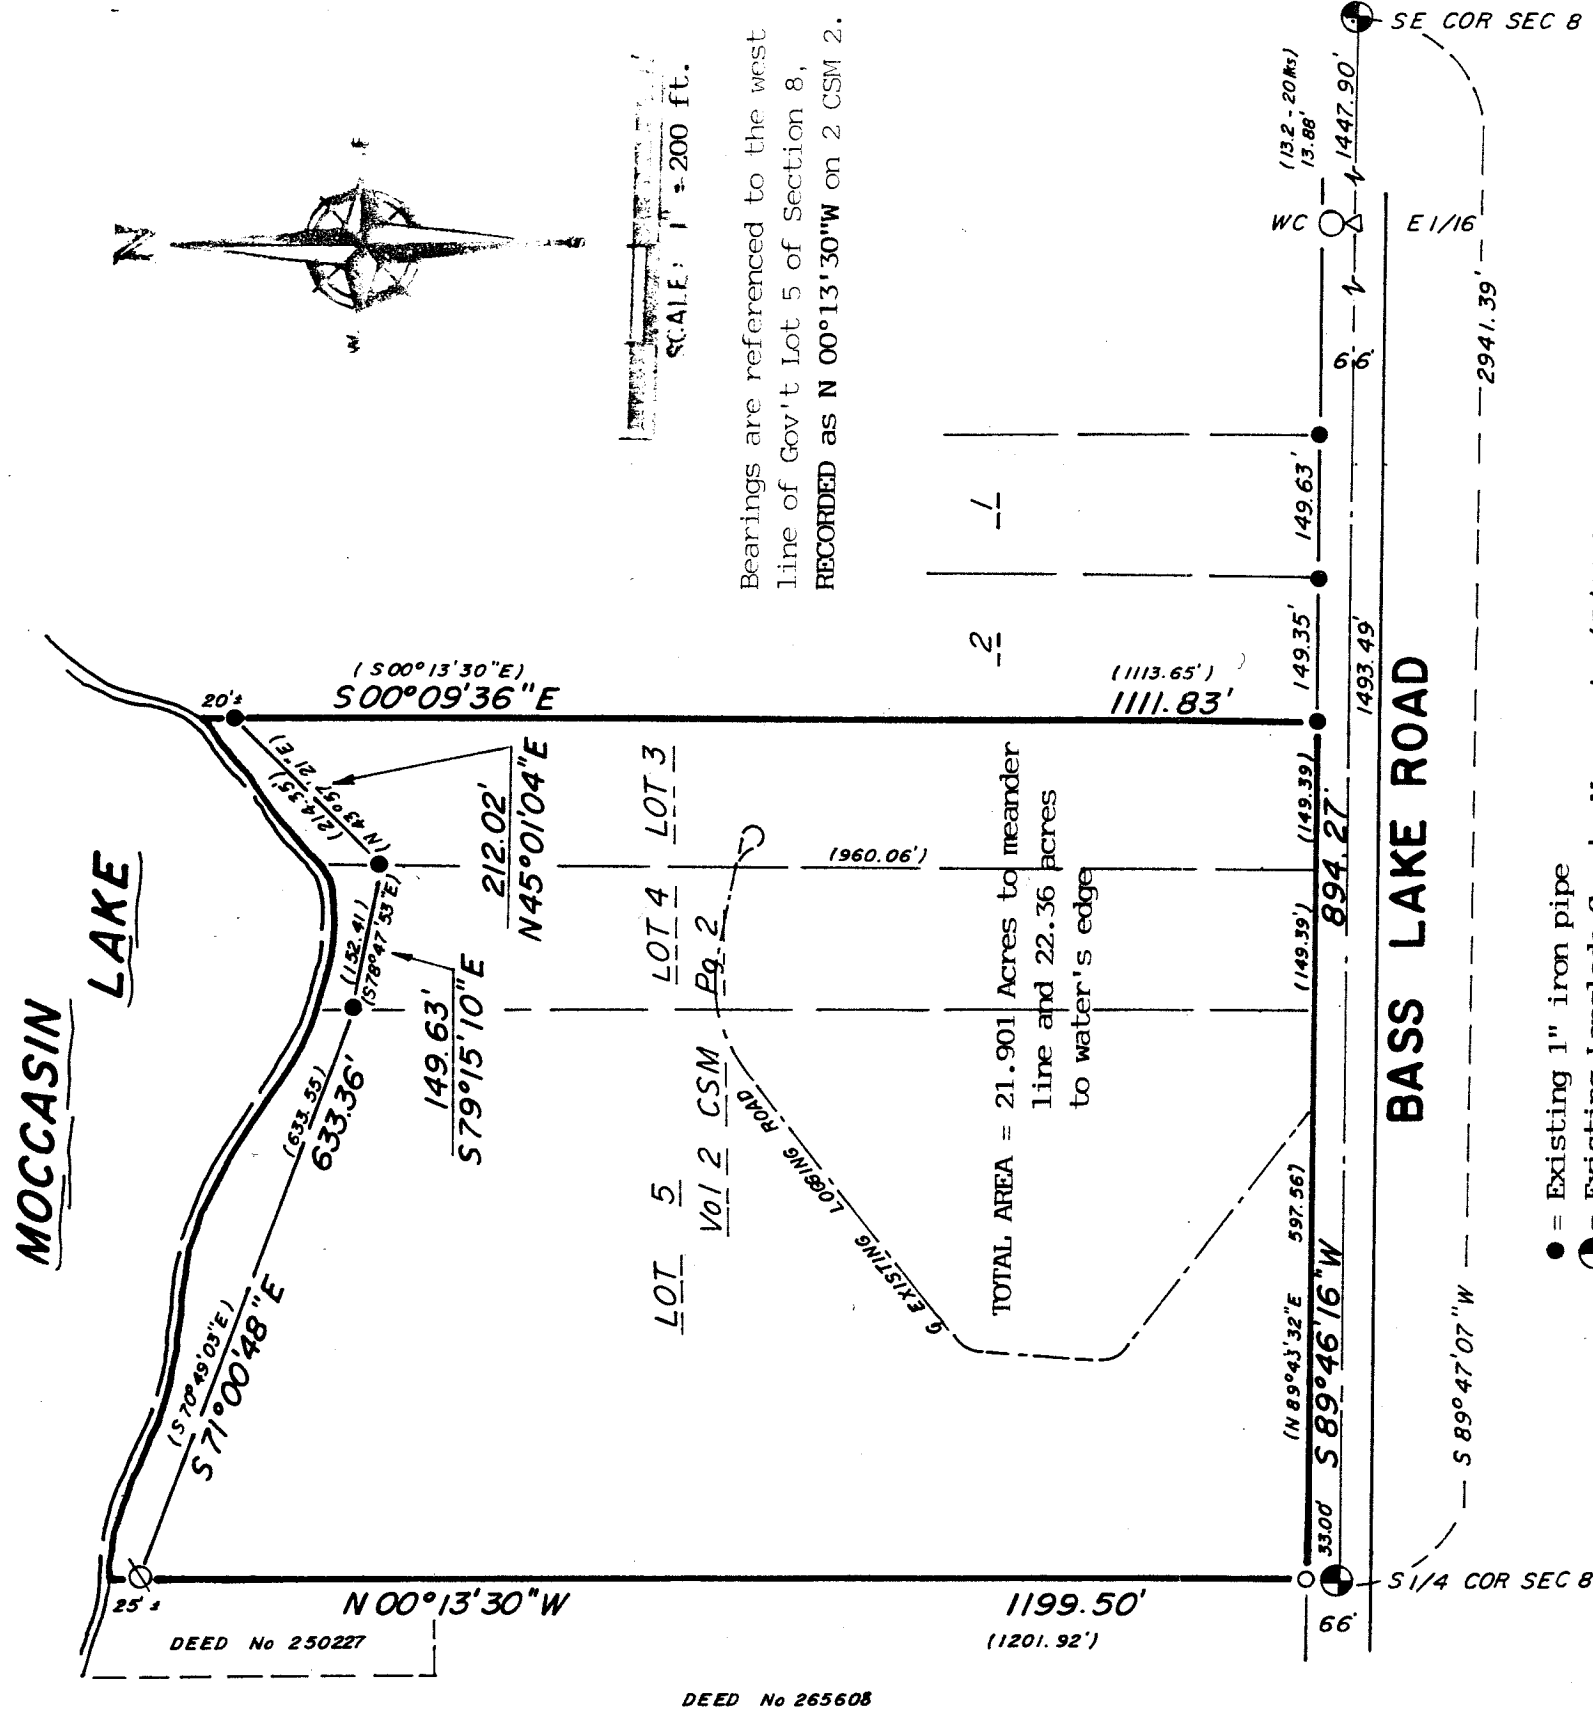 SE COR SEC 8
N
E
W
SCALE: 1" = 200 ft.
Bearings are referenced to the west
line of Gov't Lot 5 of Section 8,
RECORDED as N 00°13'30"W on 2 CSM 2.
(13.2 - 20 lks)
13.88'
1447.90'
WC
E 1/16
66'
2941.39'
149.63'
1
149.35'
2
1493.49'
MOCCASIN
LAKE
20'±
(S 00°13'30"E)
S 00°09'36"E
(1113.65')
1111.83'
(214.35')
(N 43°57'21"E)
212.02'
N45°01'04"E
(152.41)
(S78°47'53"E)
149.63'
S79°15'10"E
(633.55)
633.36'
(S 70°49'03"E)
S 71°00'48"E
LOT 3
LOT 4
LOT 5
Vol 2 CSM Pg. 2
(960.06')
℄ EXISTING LOGGING ROAD
TOTAL AREA = 21.901 Acres to meander
line and 22.36 acres
to water's edge
(149.39)
(149.39')
894.27'
597.56)
(N 89°43'32"E
S 89°46'16"W
33.00'
BASS LAKE ROAD
S 89°47'07"W
S 1/4 COR SEC 8
66'
25'±
N 00°13'30"W
1199.50'
(1201.92')
DEED No 250227
DEED No 265608
● = Existing 1" iron pipe